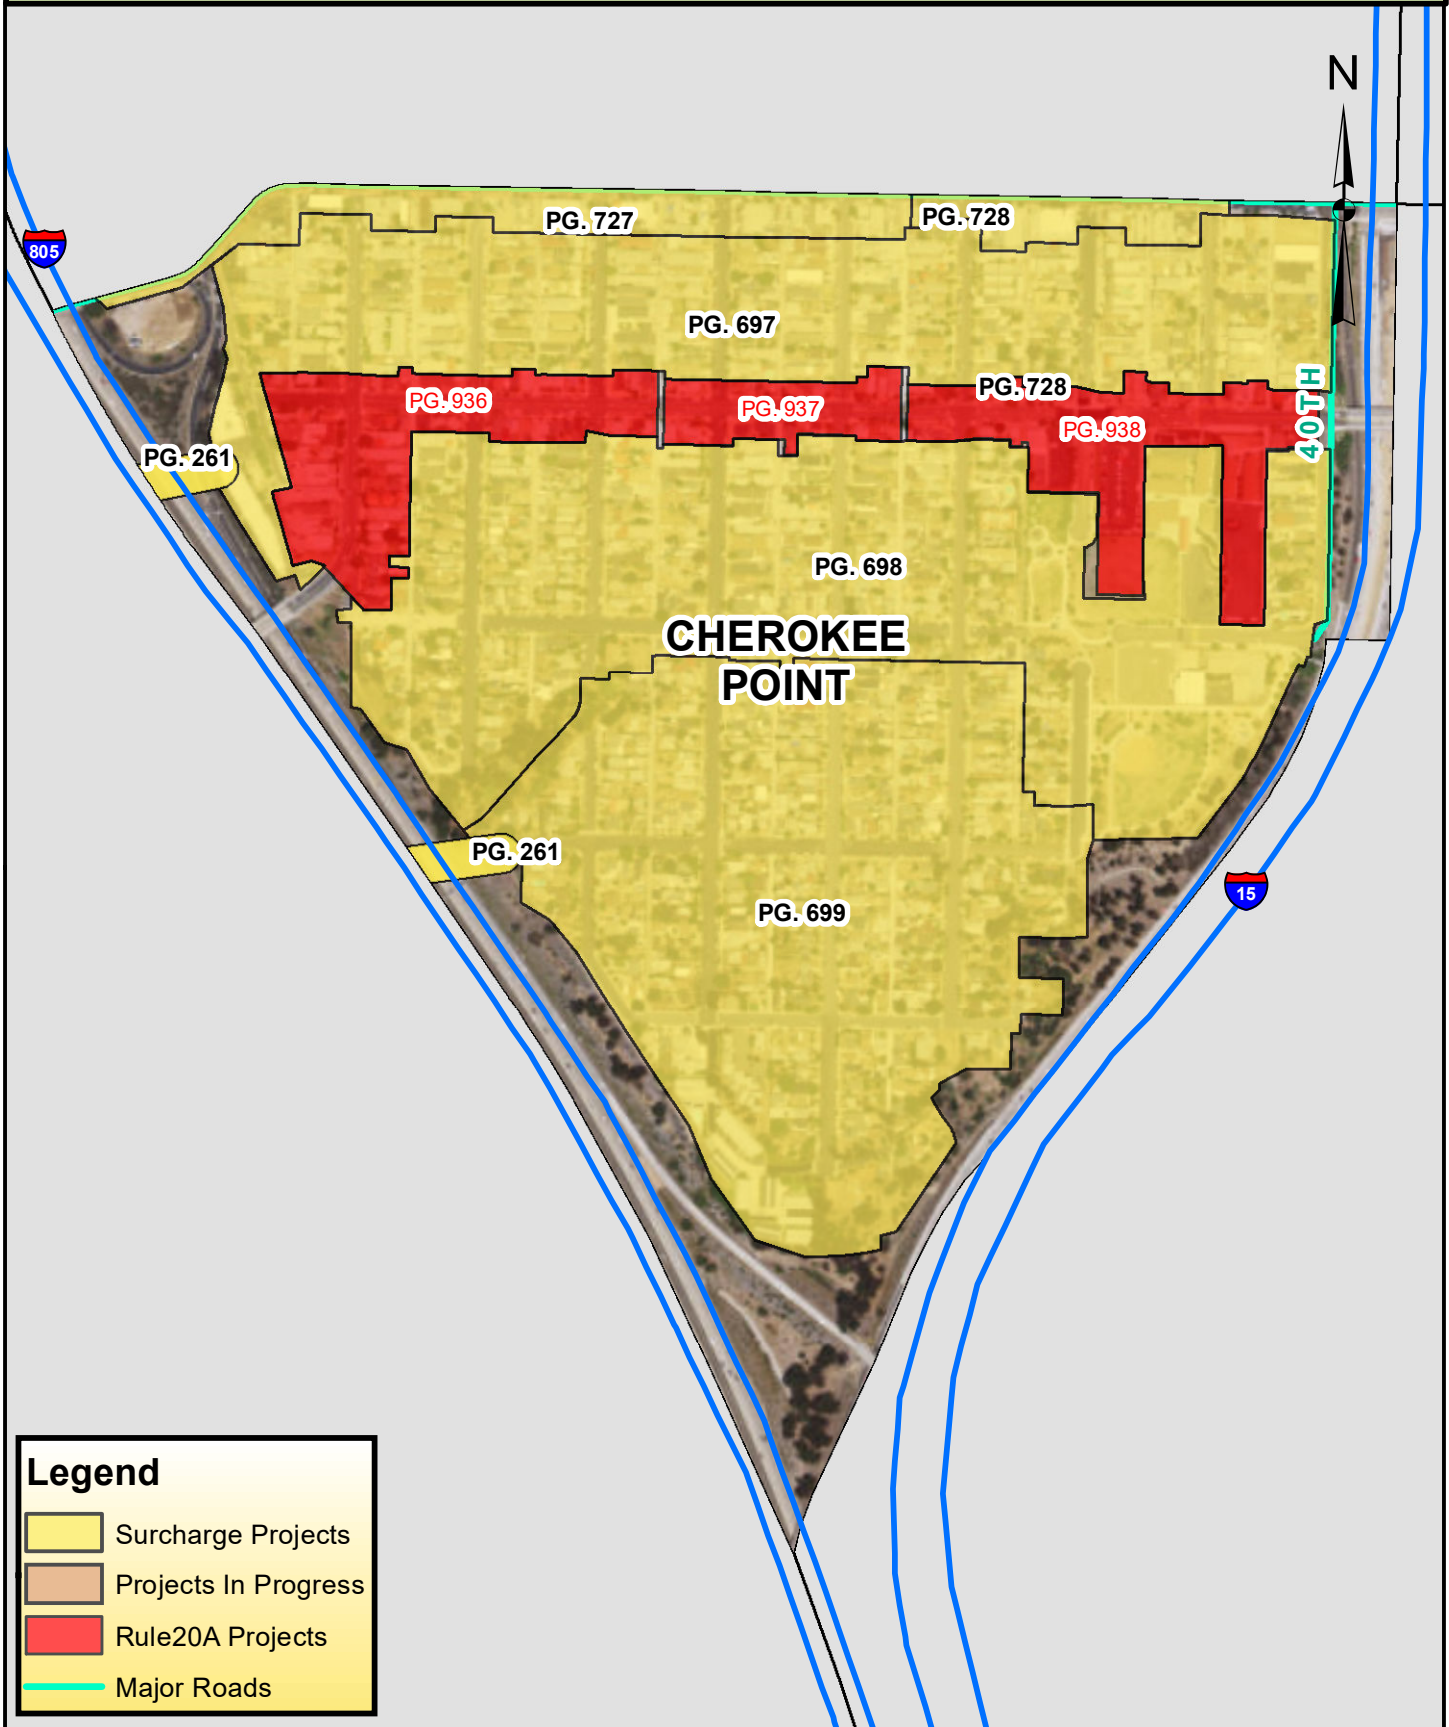 N
805
PG. 727
PG. 728
PG. 697
PG. 936
PG. 937
PG. 728
PG. 938
40TH
PG. 261
PG. 698
CHEROKEE
POINT
PG. 261
15
PG. 699
Legend
Surcharge Projects
Projects In Progress
Rule20A Projects
Major Roads